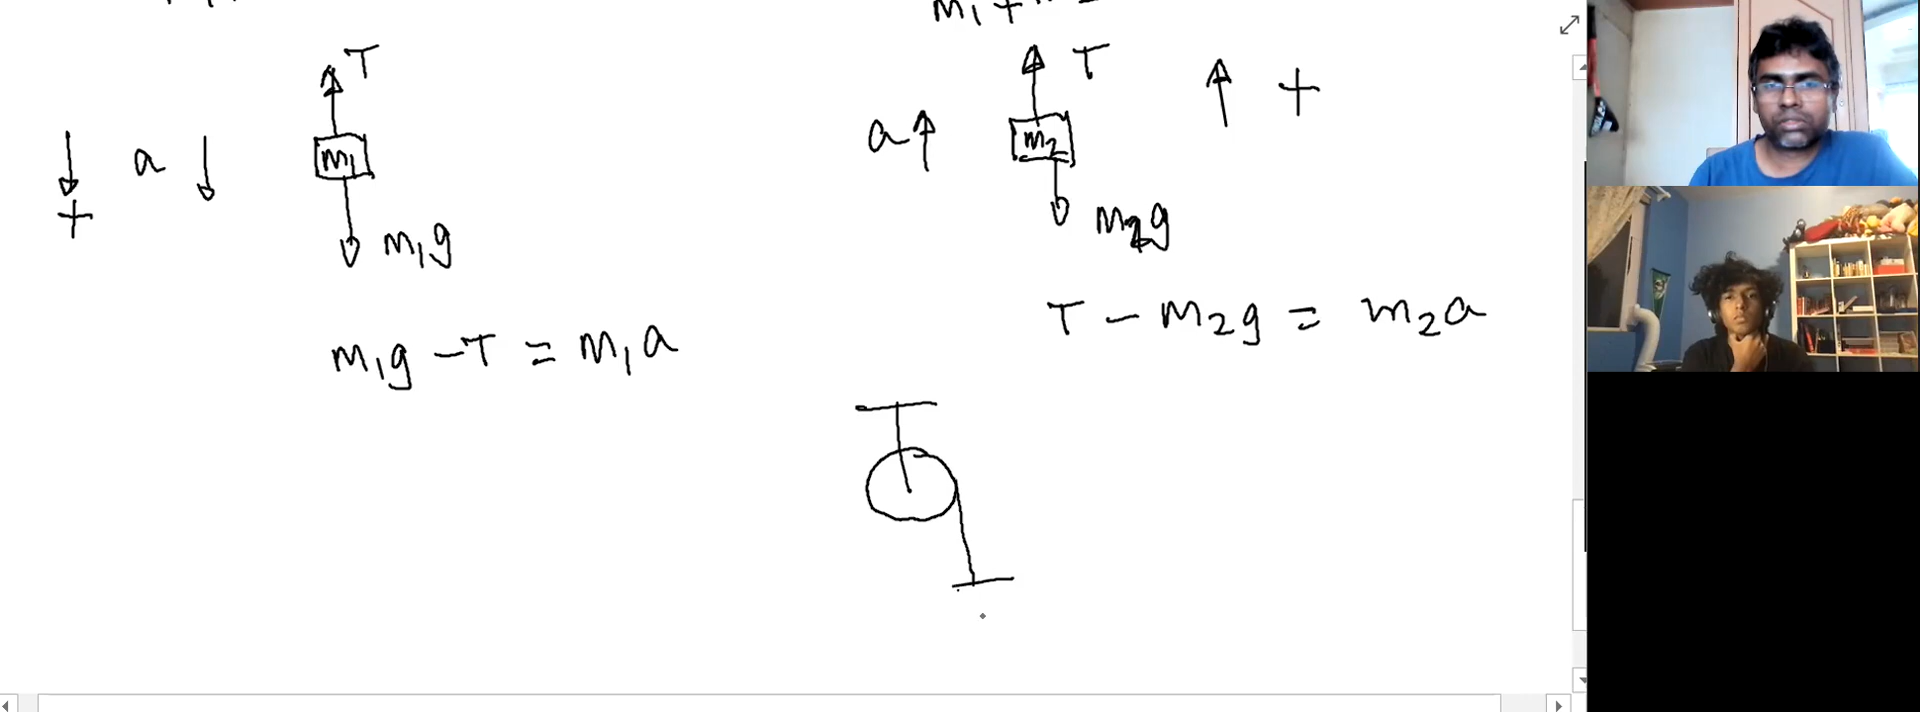 T
a
m₁
+
m₁g
m₁g - T = m₁a
T
+
a
m₂
m₂g
T - m₂g = m₂a